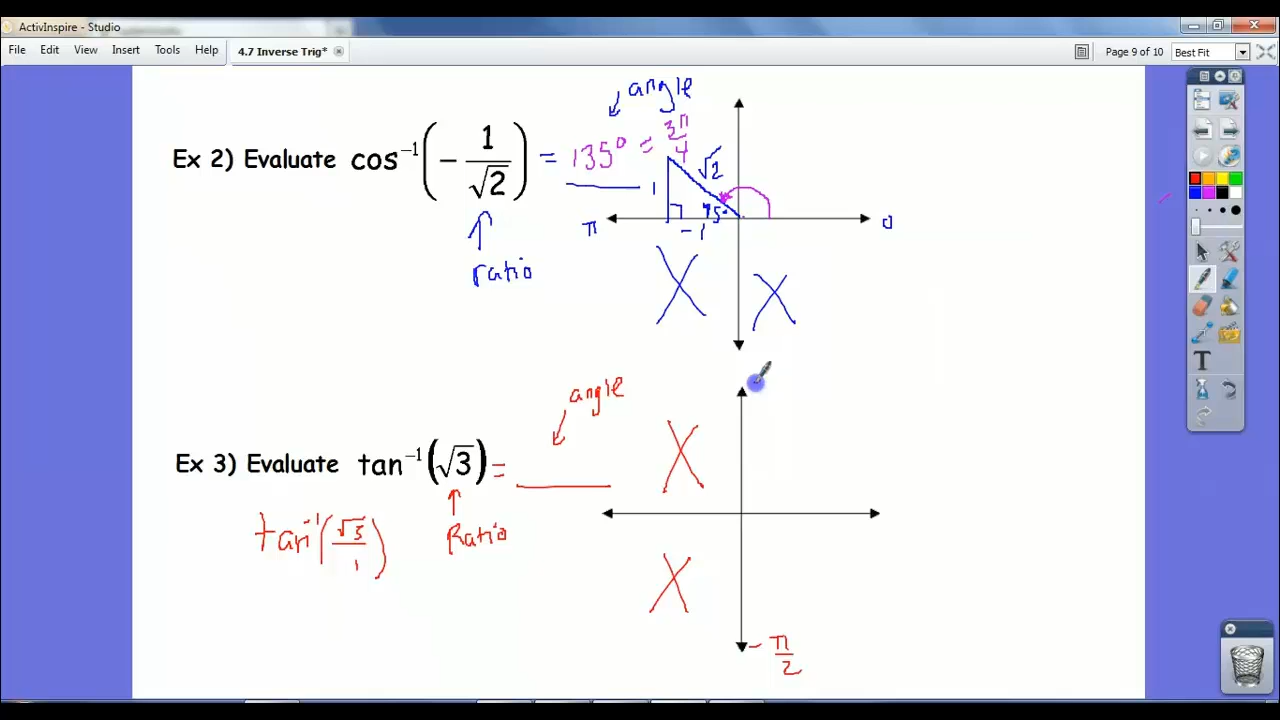 ActivInspire - Studio
File Edit View Insert Tools Help 4.7 Inverse Trig* Page 9 of 10 Best Fit
angle
Ex 2) Evaluate cos⁻¹(-1/√2) = 135° = 3π/4
1 √2
45°
π -1 0
ratio
angle
Ex 3) Evaluate tan⁻¹(√3) =
tan⁻¹(√3/1) Ratio
-π/2